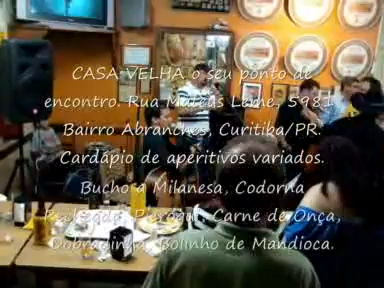 CASA VELHA o seu ponto de
encontro. Rua Mateus Leme, 5981
Bairro Abranches, Curitiba/PR.
Cardápio de aperitivos variados.
Bucho a Milanesa, Codorna
Carne de Onça,
Dobradinha, Bolinho de Mandioca.